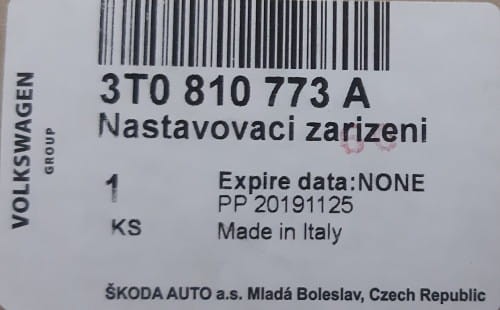 VOLKSWAGEN
GROUP
3T0 810 773 A
Nastavovaci zarizeni
1 Expire data:NONE
PP 20191125
KS Made in Italy
ŠKODA AUTO a.s. Mladá Boleslav, Czech Republic